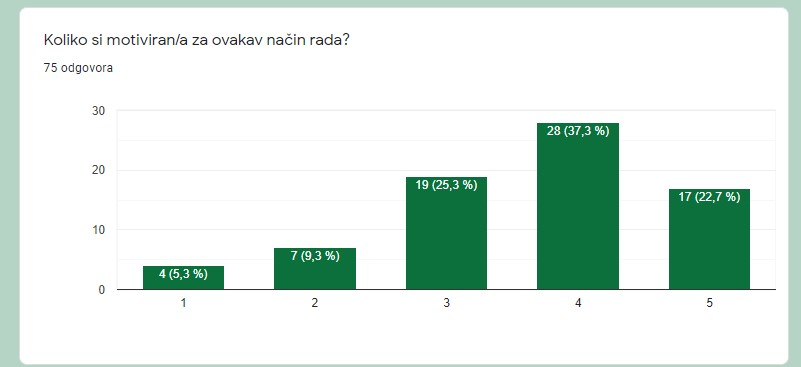 Koliko si motiviran/a za ovakav način rada?
75 odgovora
30
20
10
0
4 (5,3 %)
7 (9,3 %)
19 (25,3 %)
28 (37,3 %)
17 (22,7 %)
1
2
3
4
5